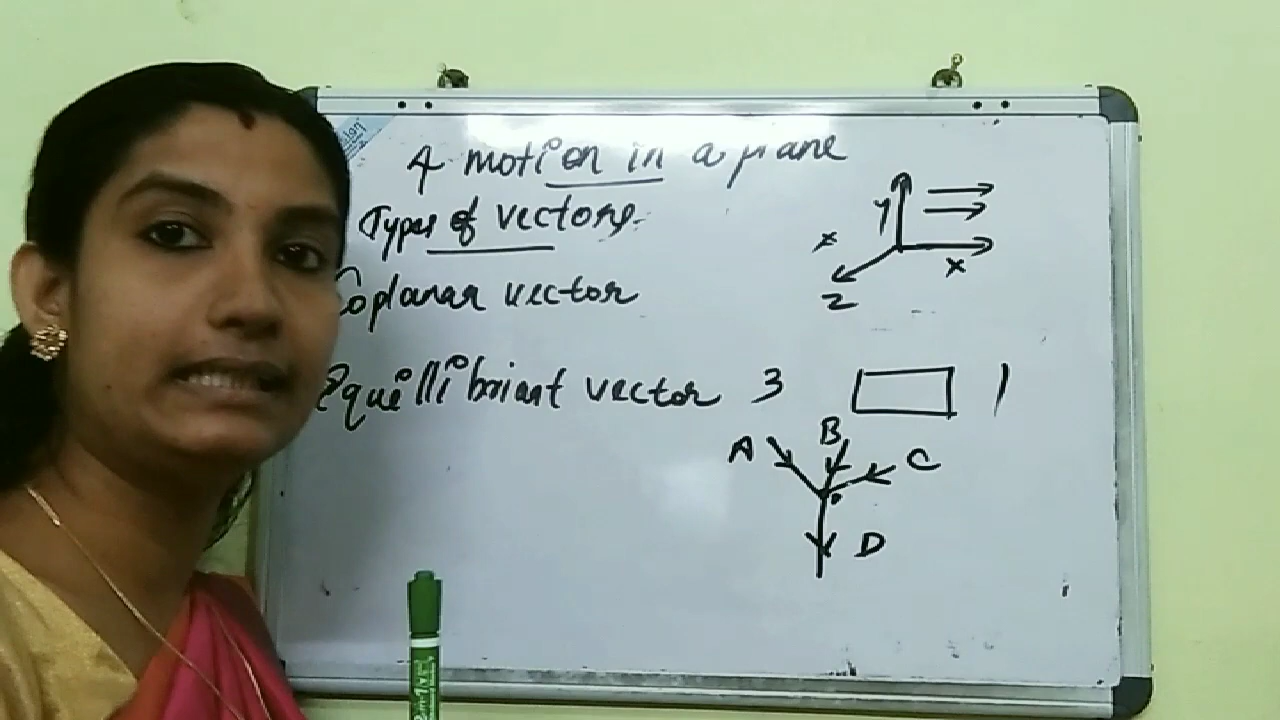 4 motion in a plane
Types of vectors
Coplanar vector
Equillibriant vector 3
y
x
x
z
1
A
B
C
D